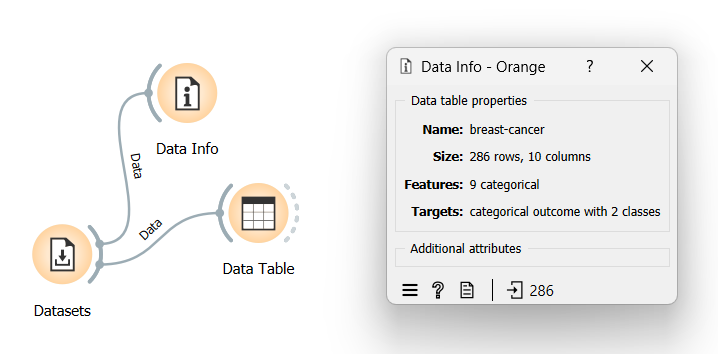 Data Info
Data
Data
Data Table
Datasets
Data Info - Orange ?
Data table properties
Name: breast-cancer
Size: 286 rows, 10 columns
Features: 9 categorical
Targets: categorical outcome with 2 classes
Additional attributes
? 286